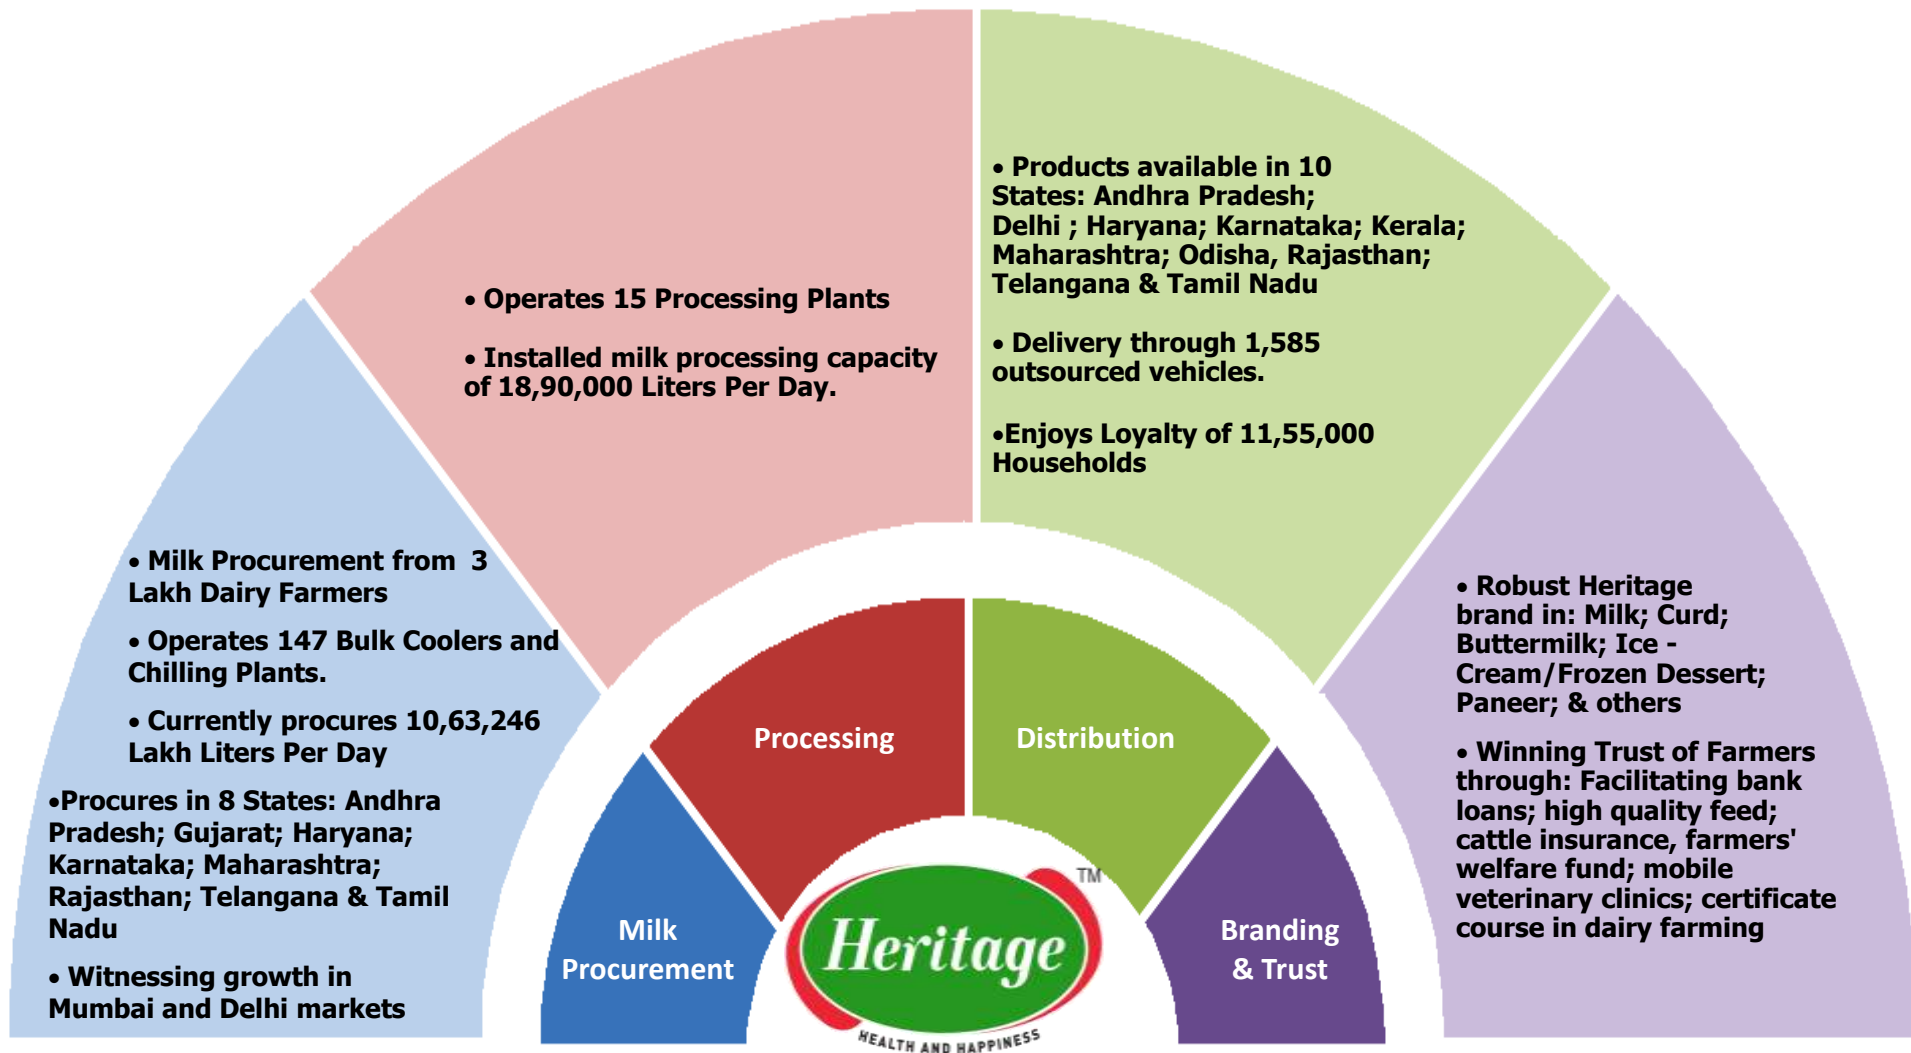 • Milk Procurement from 3
Lakh Dairy Farmers
• Operates 147 Bulk Coolers and
Chilling Plants.
• Currently procures 10,63,246
Lakh Liters Per Day
•Procures in 8 States: Andhra
Pradesh; Gujarat; Haryana;
Karnataka; Maharashtra;
Rajasthan; Telangana & Tamil
Nadu
• Witnessing growth in
Mumbai and Delhi markets
• Operates 15 Processing Plants
• Installed milk processing capacity
of 18,90,000 Liters Per Day.
• Products available in 10
States: Andhra Pradesh;
Delhi ; Haryana; Karnataka; Kerala;
Maharashtra; Odisha, Rajasthan;
Telangana & Tamil Nadu
• Delivery through 1,585
outsourced vehicles.
•Enjoys Loyalty of 11,55,000
Households
• Robust Heritage
brand in: Milk; Curd;
Buttermilk; Ice -
Cream/Frozen Dessert;
Paneer; & others
• Winning Trust of Farmers
through: Facilitating bank
loans; high quality feed;
cattle insurance, farmers'
welfare fund; mobile
veterinary clinics; certificate
course in dairy farming
Milk
Procurement
Processing
Distribution
Branding
& Trust
Heritage
TM
HEALTH AND HAPPINESS